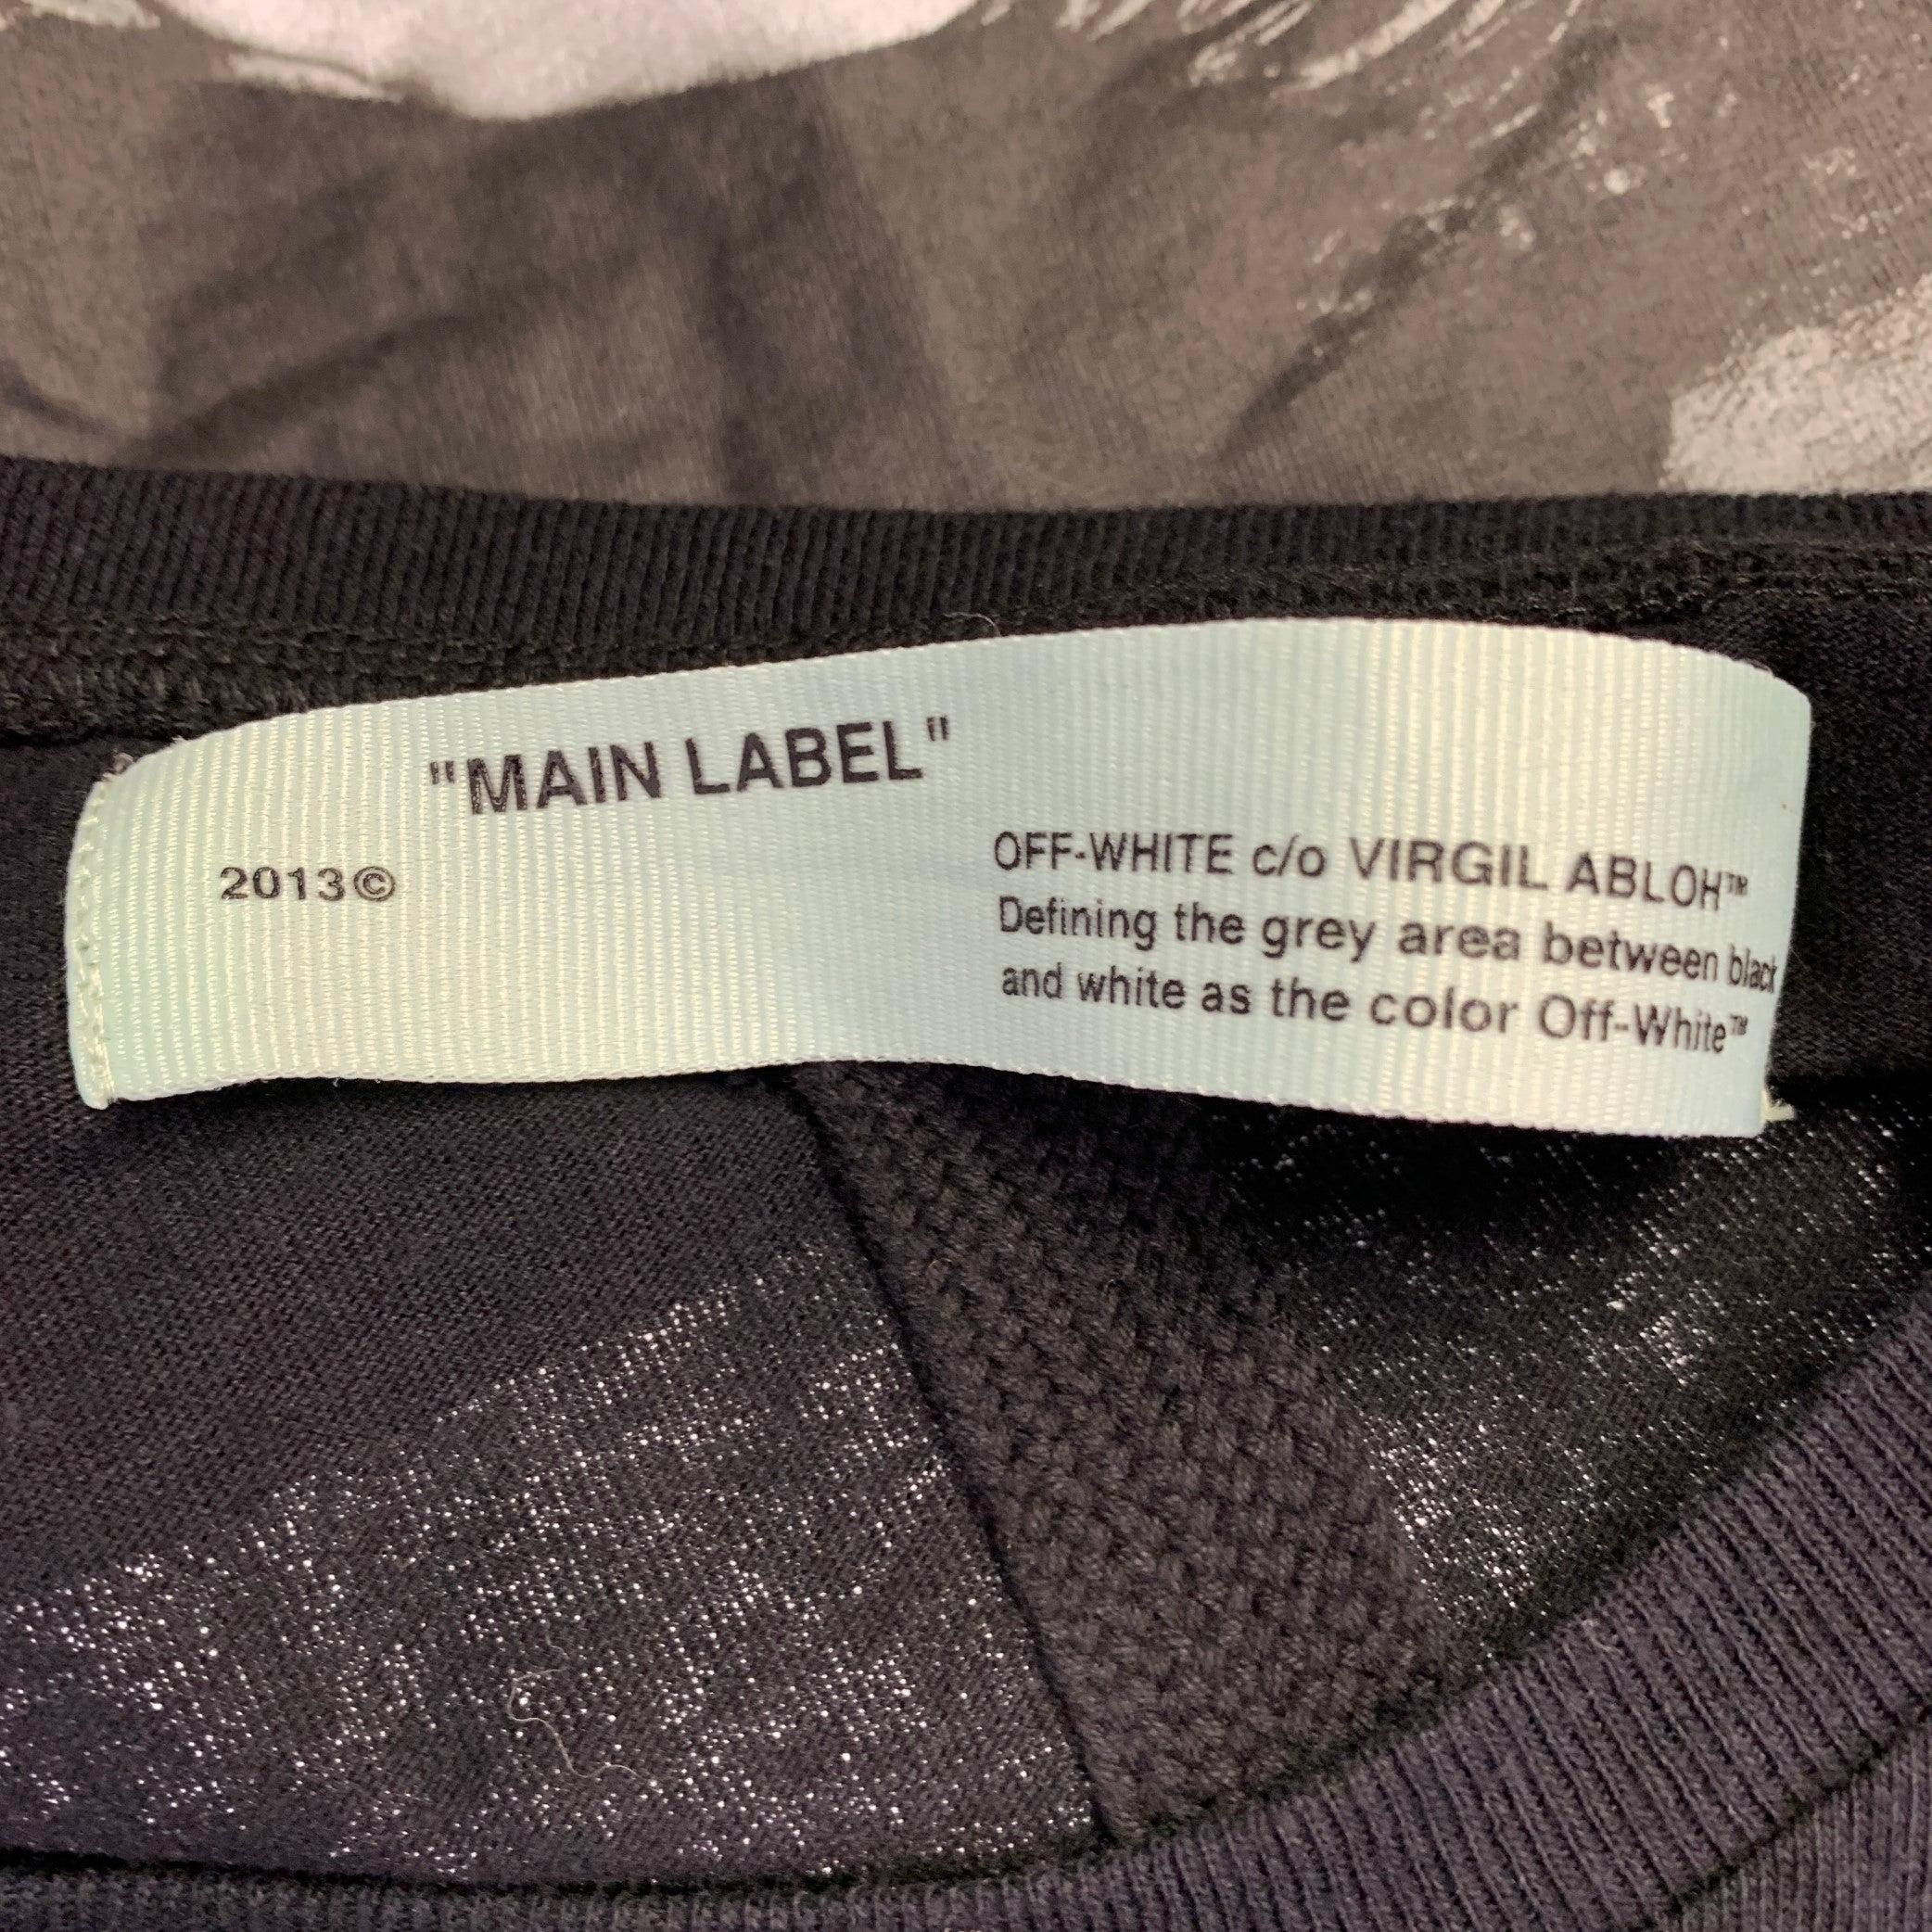 "MAIN LABEL"
2013©
OFF-WHITE c/o VIRGIL ABLOH™
Defining the grey area between black
and white as the color Off-White™